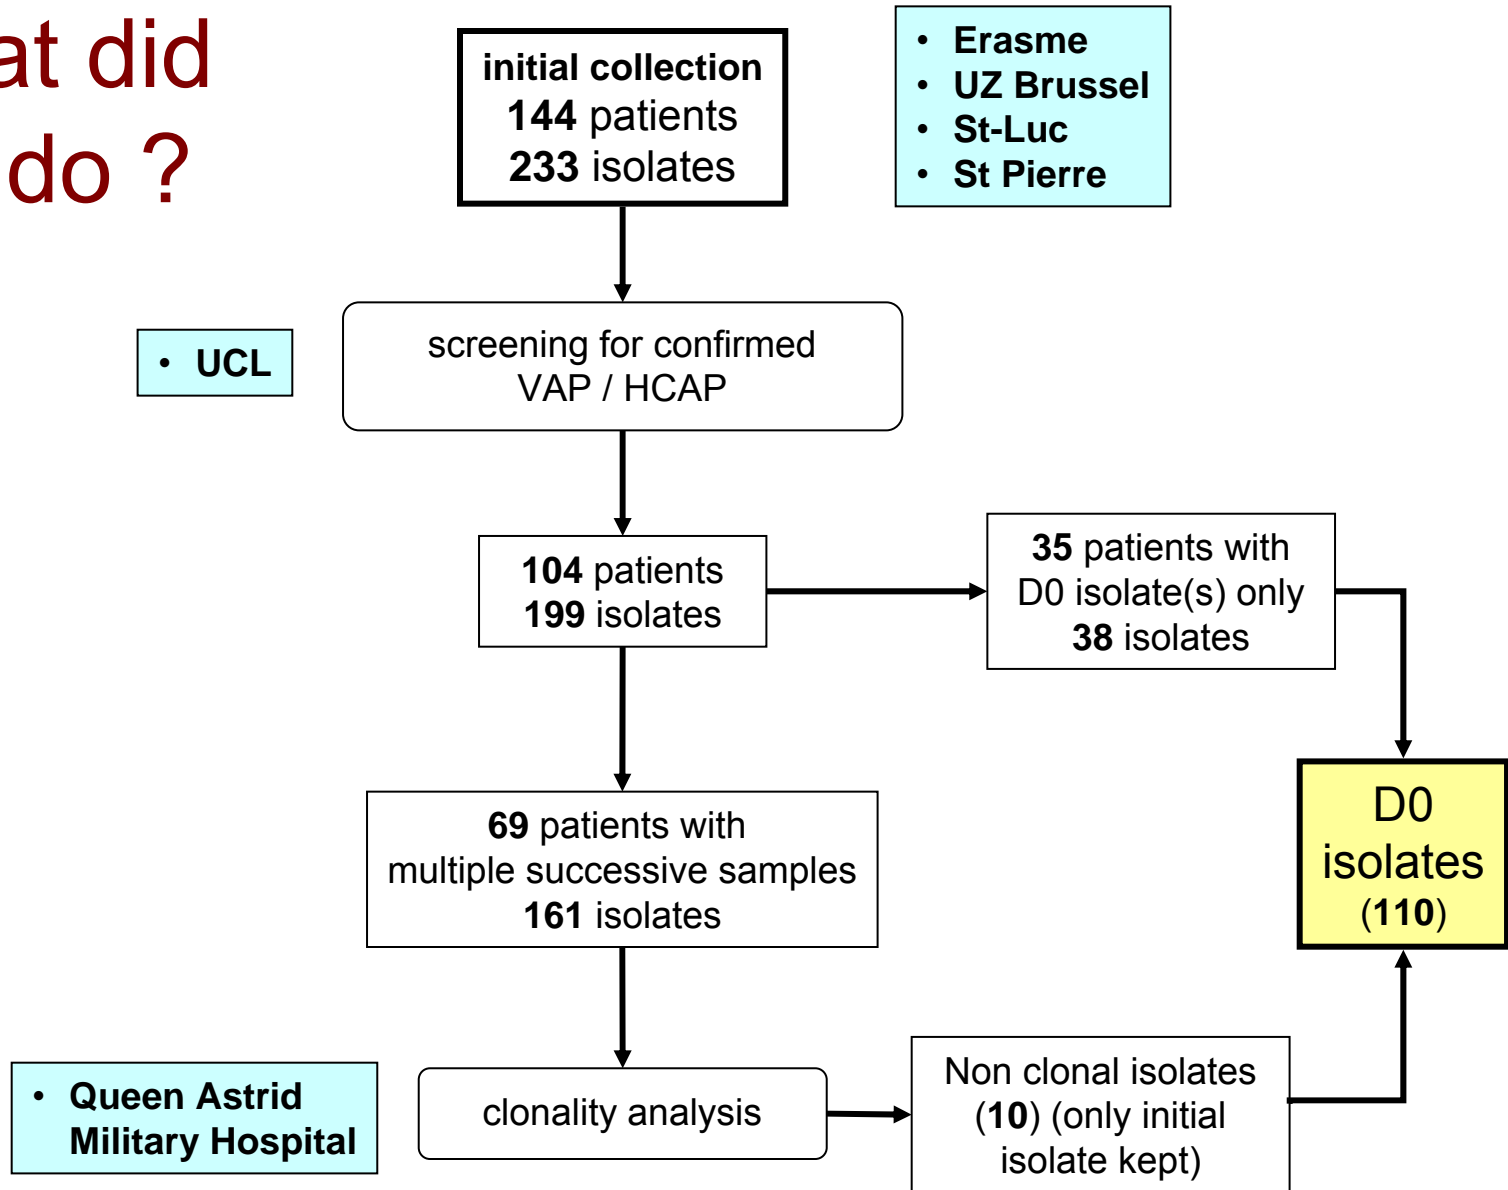 at did
do ?
initial collection
144 patients
233 isolates
• Erasme
• UZ Brussel
• St-Luc
• St Pierre
• UCL
screening for confirmed
VAP / HCAP
104 patients
199 isolates
35 patients with
D0 isolate(s) only
38 isolates
69 patients with
multiple successive samples
161 isolates
D0
isolates
(110)
• Queen Astrid
Military Hospital
clonality analysis
Non clonal isolates
(10) (only initial
isolate kept)